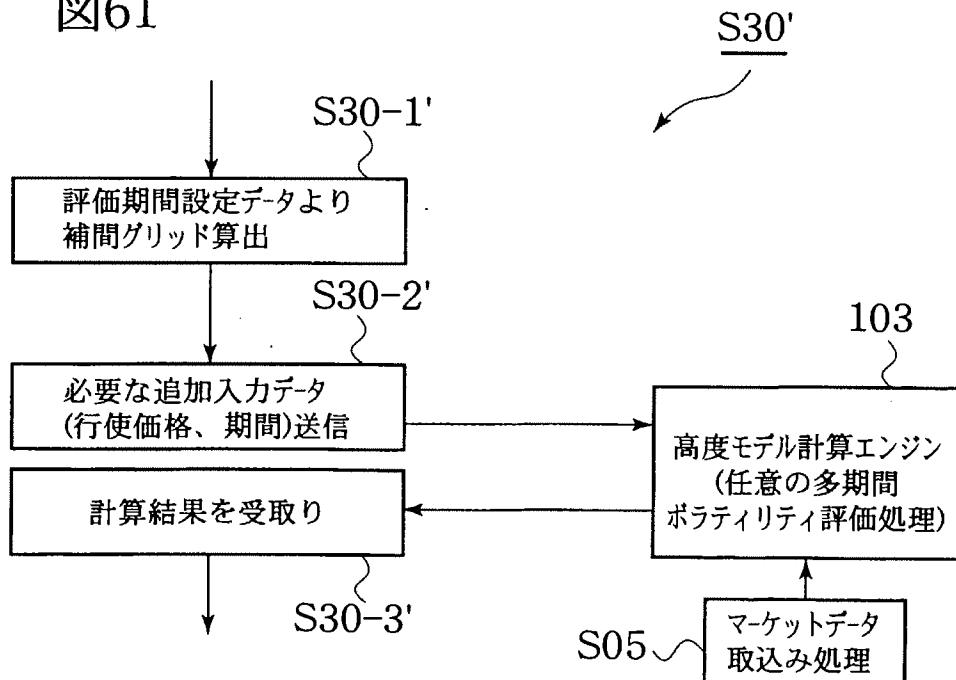 図61
S30'
S30-1'
評価期間設定データより
補間グリッド算出
S30-2'
必要な追加入力データ
(行使価格、期間)送信
103
高度モデル計算エンジン
(任意の多期間
ボラティリティ評価処理)
計算結果を受取り
S30-3'
S05
マーケットデータ
取込み処理